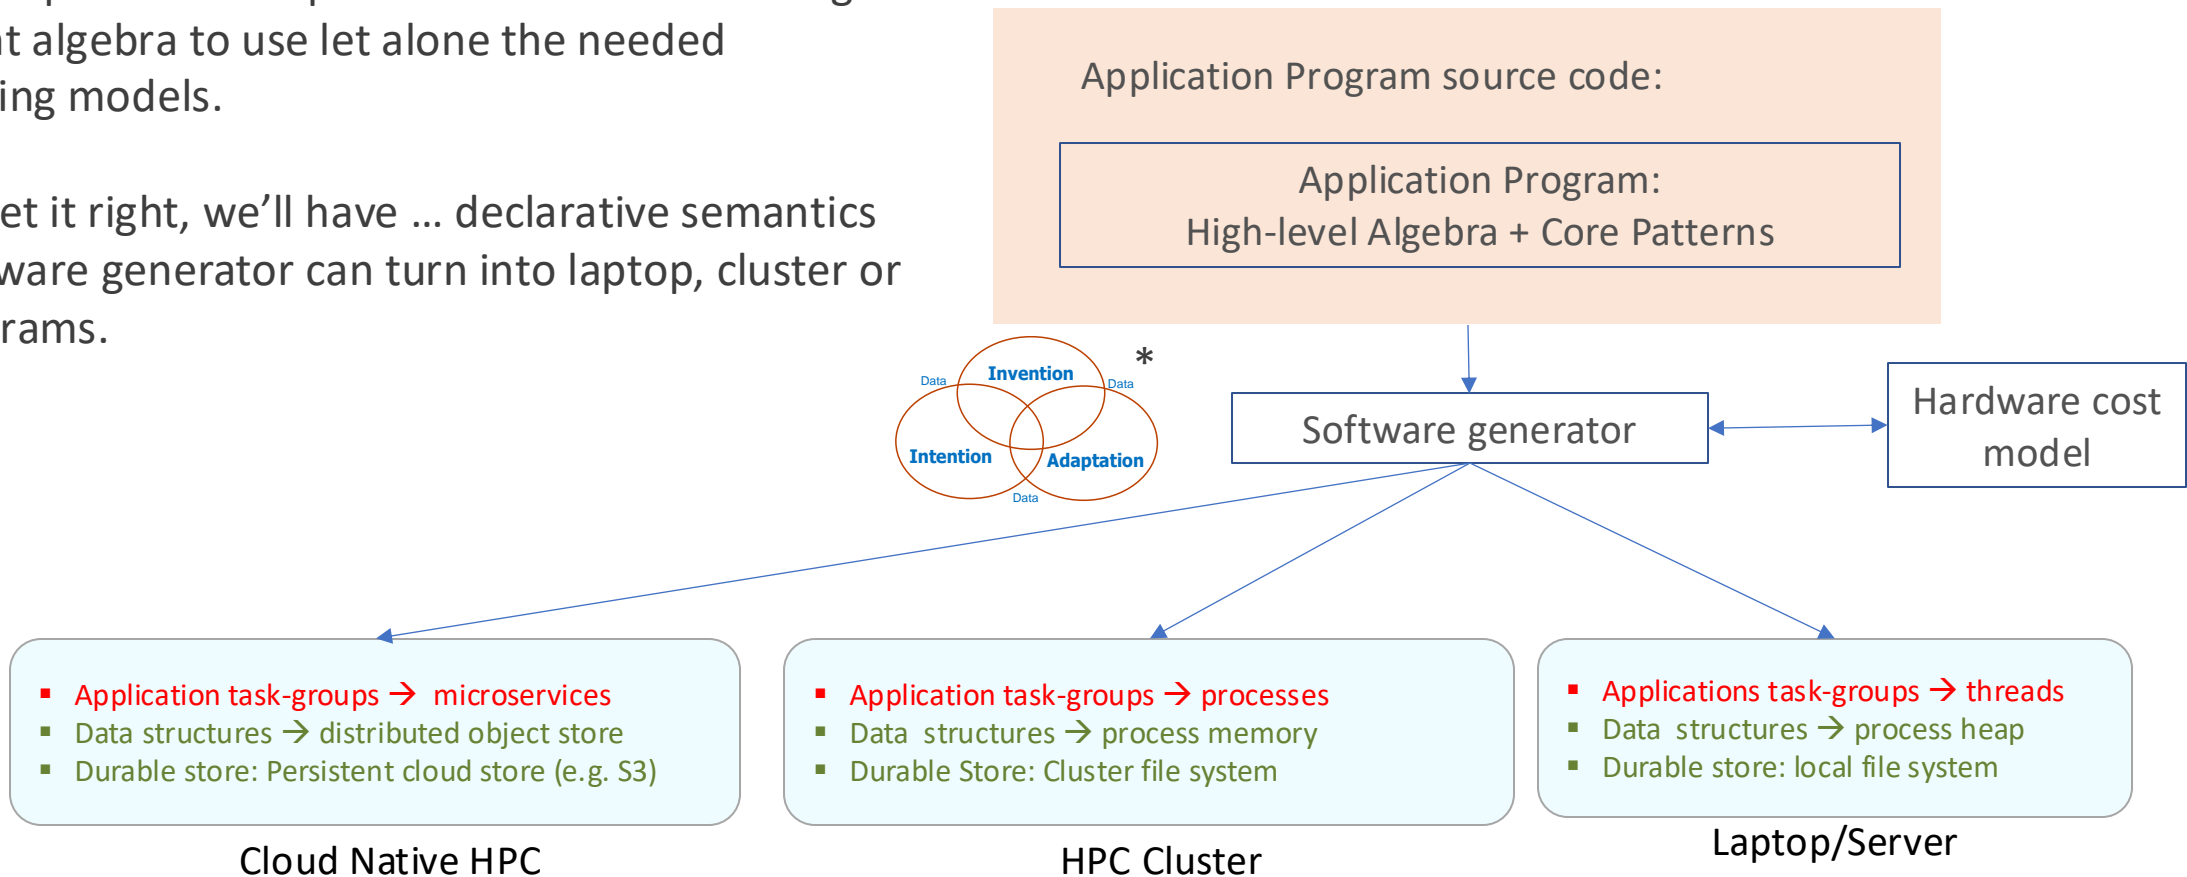 algebra to use let alone the needed
models.
it right, we'll have … declarative semantics
generator can turn into laptop, cluster or
Application Program source code:
Application Program:
High-level Algebra + Core Patterns
*
Data
Invention
Data
Intention
Adaptation
Data
Software generator
Hardware cost
model
▪ Application task-groups → microservices
▪ Data structures → distributed object store
▪ Durable store: Persistent cloud store (e.g. S3)
Cloud Native HPC
▪ Application task-groups → processes
▪ Data structures → process memory
▪ Durable Store: Cluster file system
HPC Cluster
▪ Applications task-groups → threads
▪ Data structures → process heap
▪ Durable store: local file system
Laptop/Server